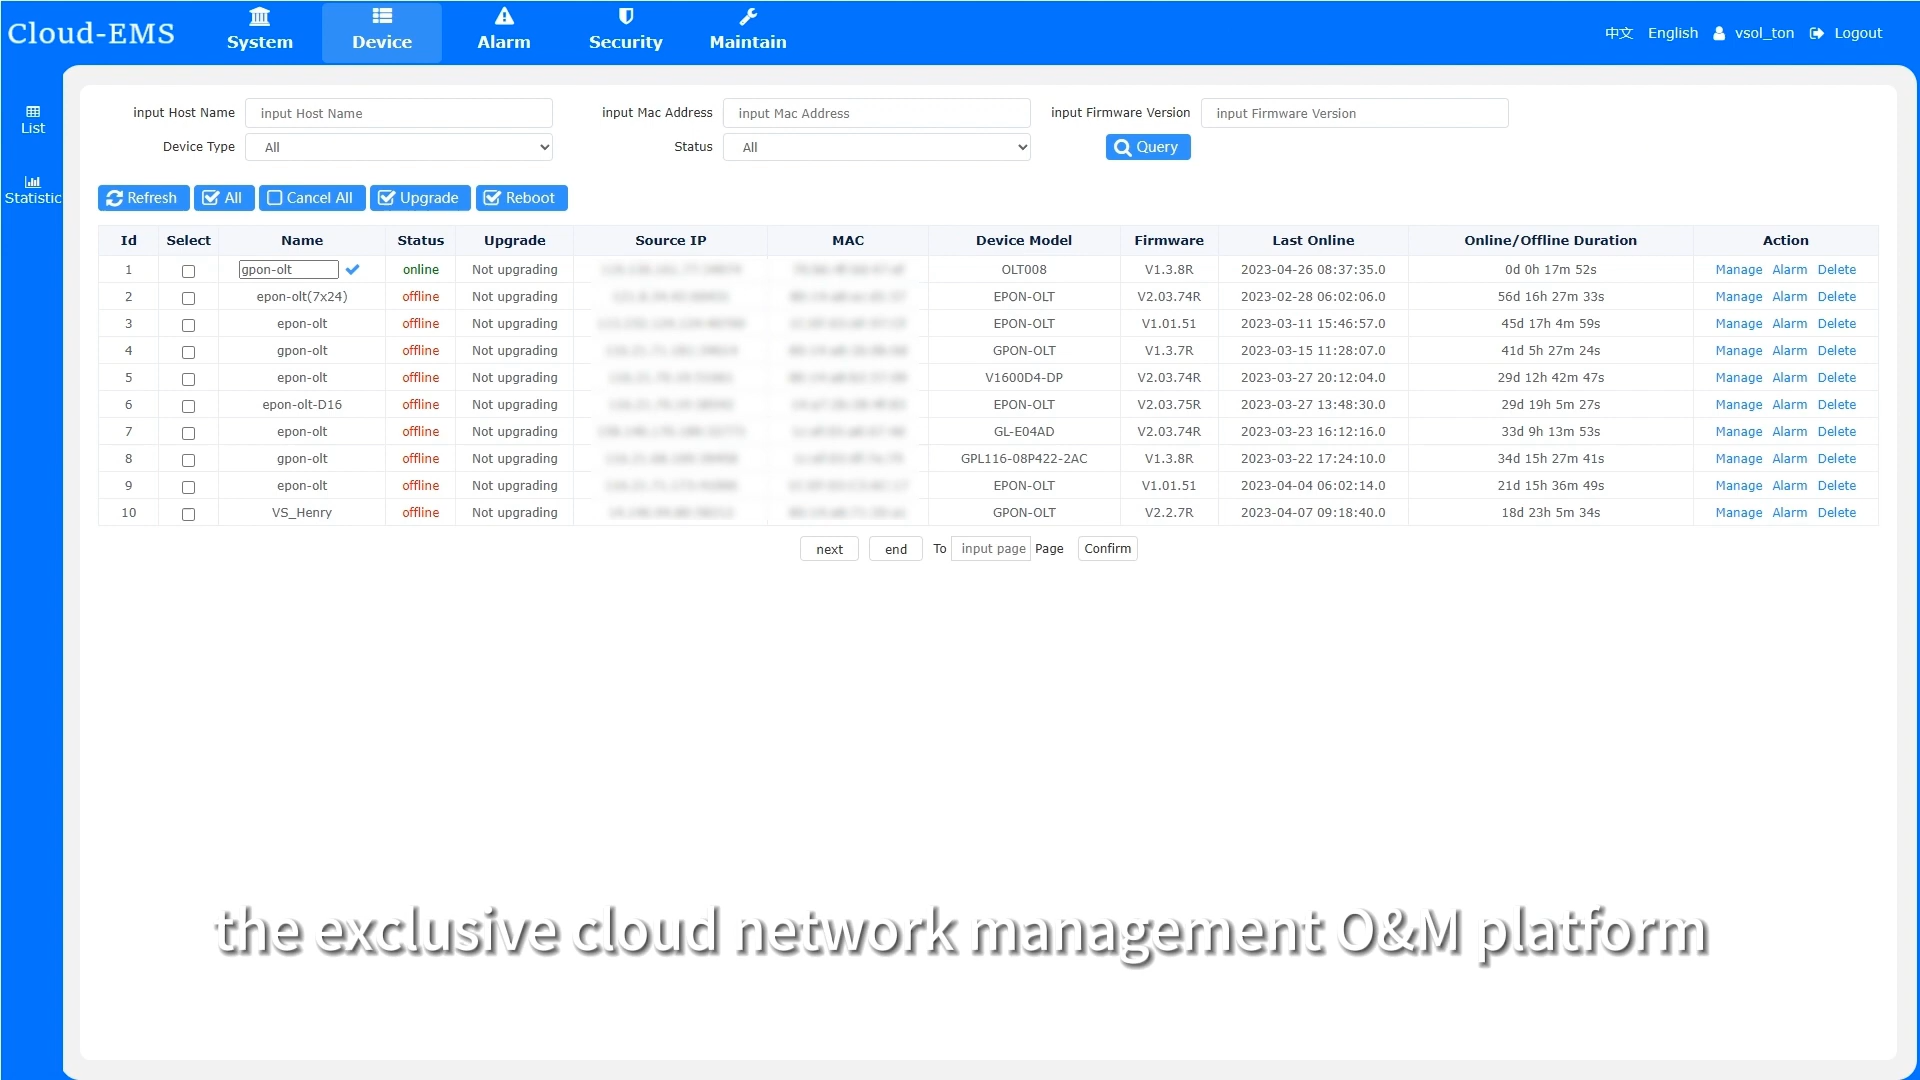 Cloud-EMS
System
Device
Alarm
Security
Maintain
中文 English vsol_ton Logout
List
Statistic
input Host Name input Host Name input Mac Address input Mac Address input Firmware Version input Firmware Version
Device Type All Status All Query
Refresh All Cancel All Upgrade Reboot
Id Select Name Status Upgrade Source IP MAC Device Model Firmware Last Online Online/Offline Duration Action
1 gpon-olt online Not upgrading OLT008 V1.3.8R 2023-04-26 08:37:35.0 0d 0h 17m 52s Manage Alarm Delete
2 epon-olt(7x24) offline Not upgrading EPON-OLT V2.03.74R 2023-02-28 06:02:06.0 56d 16h 27m 33s Manage Alarm Delete
3 epon-olt offline Not upgrading EPON-OLT V1.01.51 2023-03-11 15:46:57.0 45d 17h 4m 59s Manage Alarm Delete
4 gpon-olt offline Not upgrading GPON-OLT V1.3.7R 2023-03-15 11:28:07.0 41d 5h 27m 24s Manage Alarm Delete
5 epon-olt offline Not upgrading V1600D4-DP V2.03.74R 2023-03-27 20:12:04.0 29d 12h 42m 47s Manage Alarm Delete
6 epon-olt-D16 offline Not upgrading EPON-OLT V2.03.75R 2023-03-27 13:48:30.0 29d 19h 5m 27s Manage Alarm Delete
7 epon-olt offline Not upgrading GL-E04AD V2.03.74R 2023-03-23 16:12:16.0 33d 9h 13m 53s Manage Alarm Delete
8 gpon-olt offline Not upgrading GPL116-08P422-2AC V1.3.8R 2023-03-22 17:24:10.0 34d 15h 27m 41s Manage Alarm Delete
9 epon-olt offline Not upgrading EPON-OLT V1.01.51 2023-04-04 06:02:14.0 21d 15h 36m 49s Manage Alarm Delete
10 VS_Henry offline Not upgrading GPON-OLT V2.2.7R 2023-04-07 09:18:40.0 18d 23h 5m 34s Manage Alarm Delete
next end To input page Page Confirm
the exclusive cloud network management O&M platform